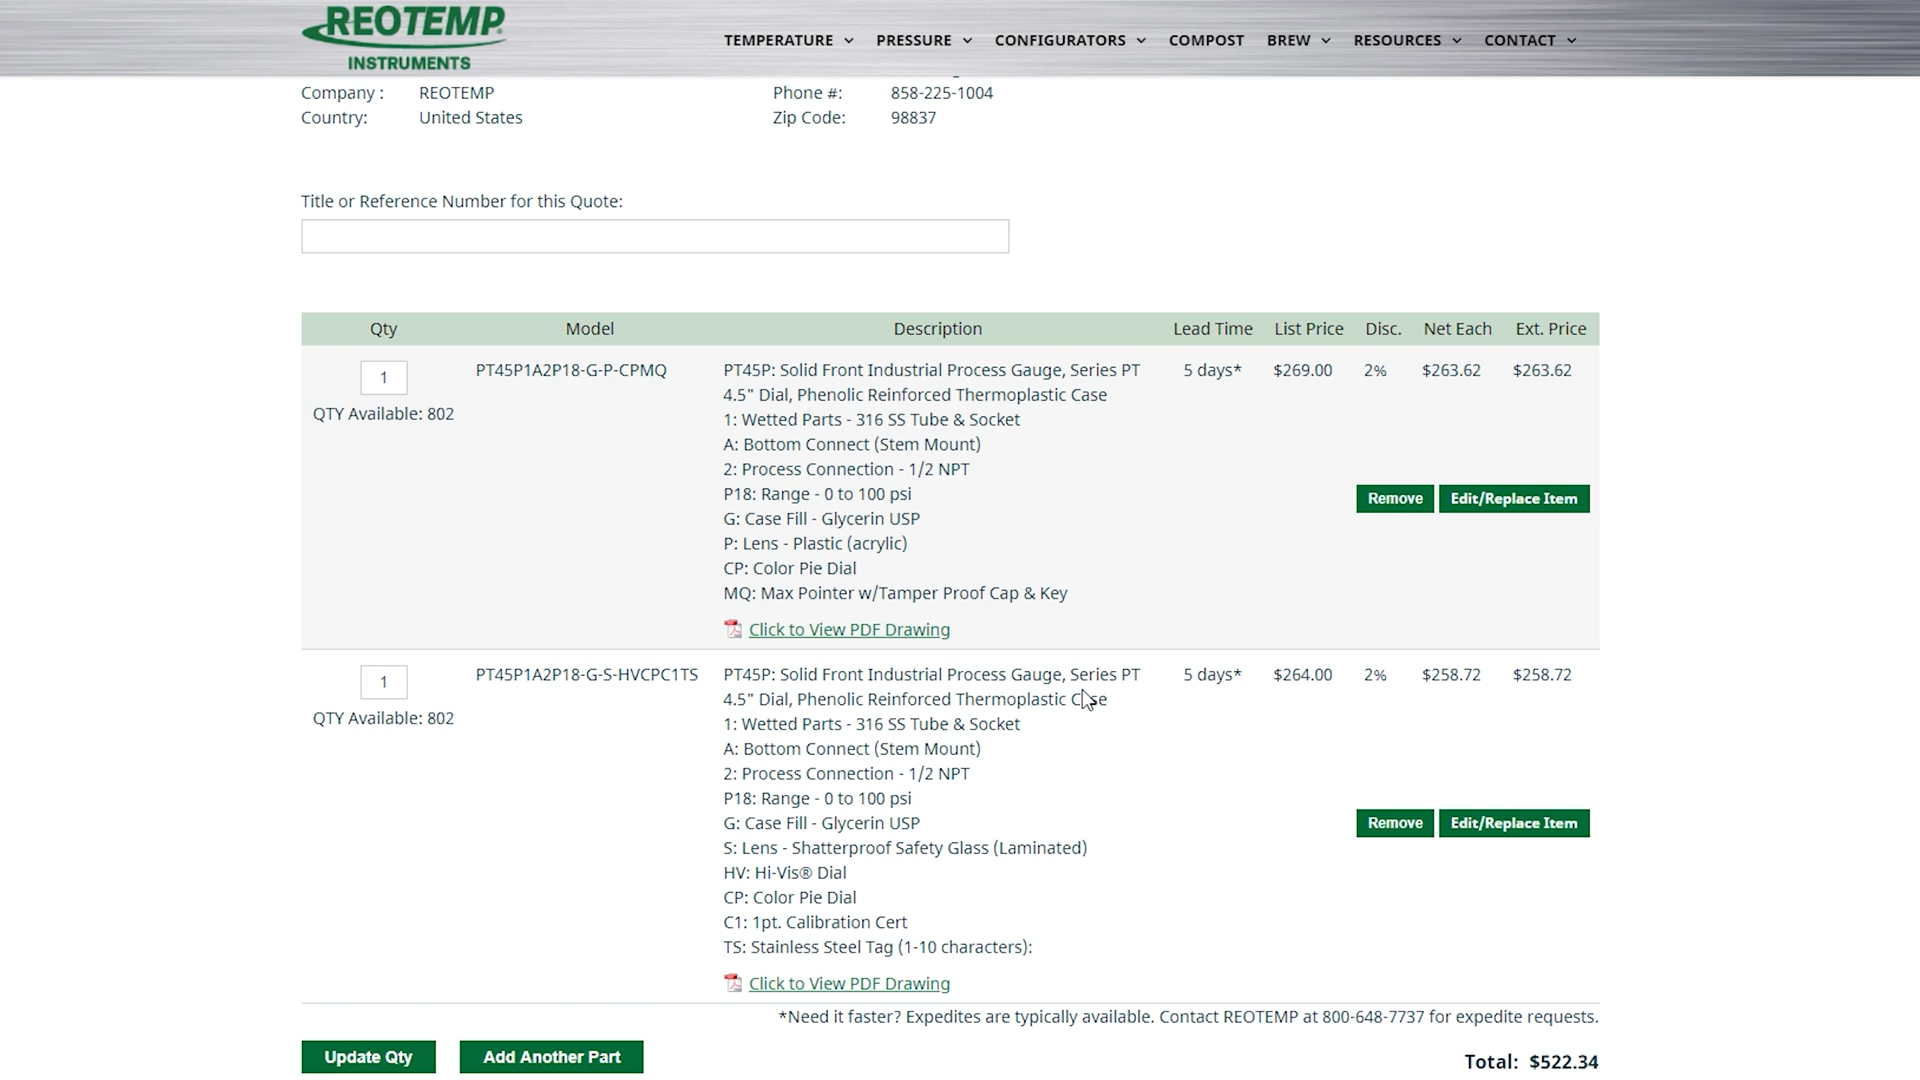 REOTEMP
INSTRUMENTS
TEMPERATURE PRESSURE CONFIGURATORS COMPOST BREW RESOURCES CONTACT
Company : REOTEMP Phone #: 858-225-1004
Country: United States Zip Code: 98837
Title or Reference Number for this Quote:
Qty Model Description Lead Time List Price Disc. Net Each Ext. Price
1 PT45P1A2P18-G-P-CPMQ PT45P: Solid Front Industrial Process Gauge, Series PT 5 days* $269.00 2% $263.62 $263.62
4.5" Dial, Phenolic Reinforced Thermoplastic Case
QTY Available: 802
1: Wetted Parts - 316 SS Tube & Socket
A: Bottom Connect (Stem Mount)
2: Process Connection - 1/2 NPT
P18: Range - 0 to 100 psi
Remove Edit/Replace Item
G: Case Fill - Glycerin USP
P: Lens - Plastic (acrylic)
CP: Color Pie Dial
MQ: Max Pointer w/Tamper Proof Cap & Key
Click to View PDF Drawing
1 PT45P1A2P18-G-S-HVCPC1TS PT45P: Solid Front Industrial Process Gauge, Series PT 5 days* $264.00 2% $258.72 $258.72
4.5" Dial, Phenolic Reinforced Thermoplastic Case
QTY Available: 802
1: Wetted Parts - 316 SS Tube & Socket
A: Bottom Connect (Stem Mount)
2: Process Connection - 1/2 NPT
P18: Range - 0 to 100 psi
G: Case Fill - Glycerin USP
Remove Edit/Replace Item
S: Lens - Shatterproof Safety Glass (Laminated)
HV: Hi-Vis® Dial
CP: Color Pie Dial
C1: 1pt. Calibration Cert
TS: Stainless Steel Tag (1-10 characters):
Click to View PDF Drawing
*Need it faster? Expedites are typically available. Contact REOTEMP at 800-648-7737 for expedite requests.
Update Qty Add Another Part Total: $522.34